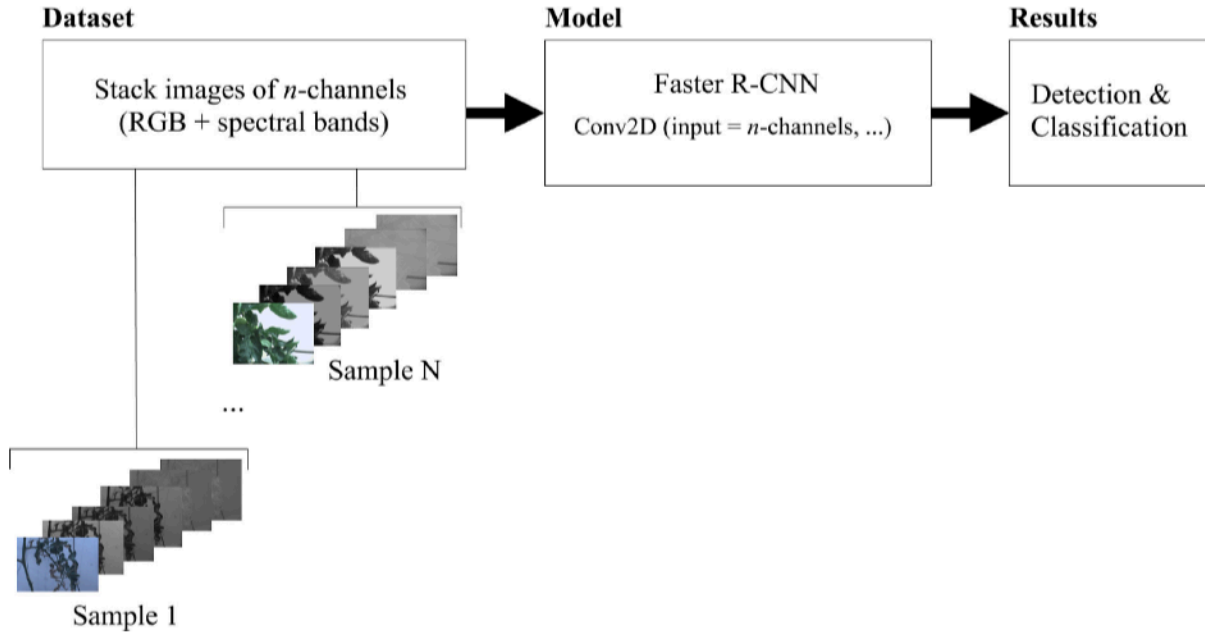 Dataset
Stack images of n-channels
(RGB + spectral bands)
Model
Faster R-CNN
Conv2D (input = n-channels, ...)
Results
Detection &
Classification
Sample N
...
Sample 1